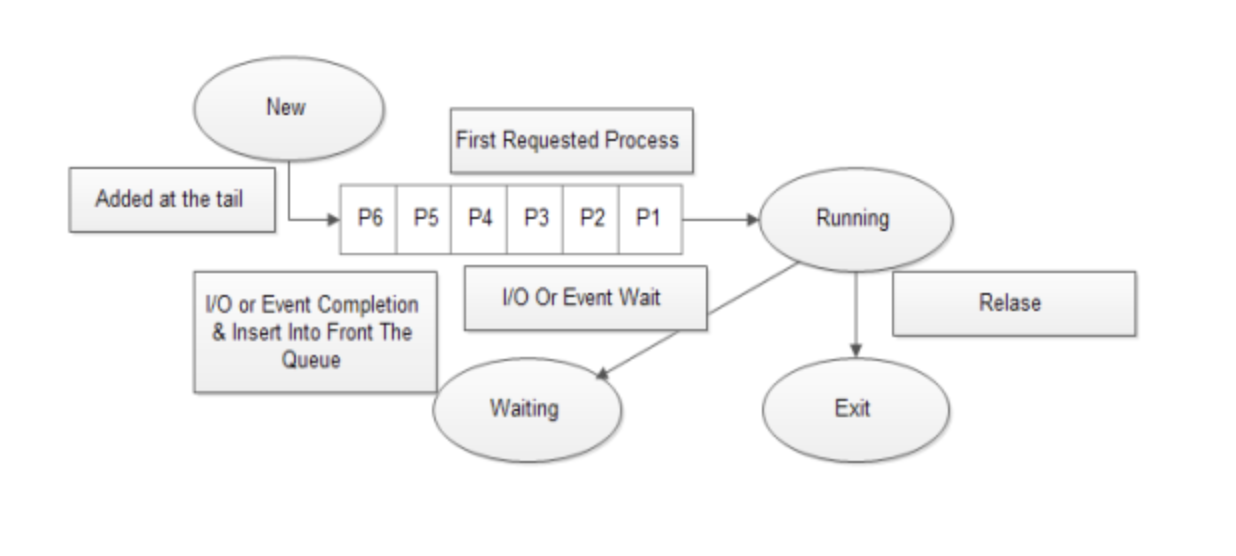 New
First Requested Process
Added at the tail
P6 P5 P4 P3 P2 P1
Running
I/O or Event Completion
& Insert Into Front The
Queue
I/O Or Event Wait
Relase
Waiting
Exit